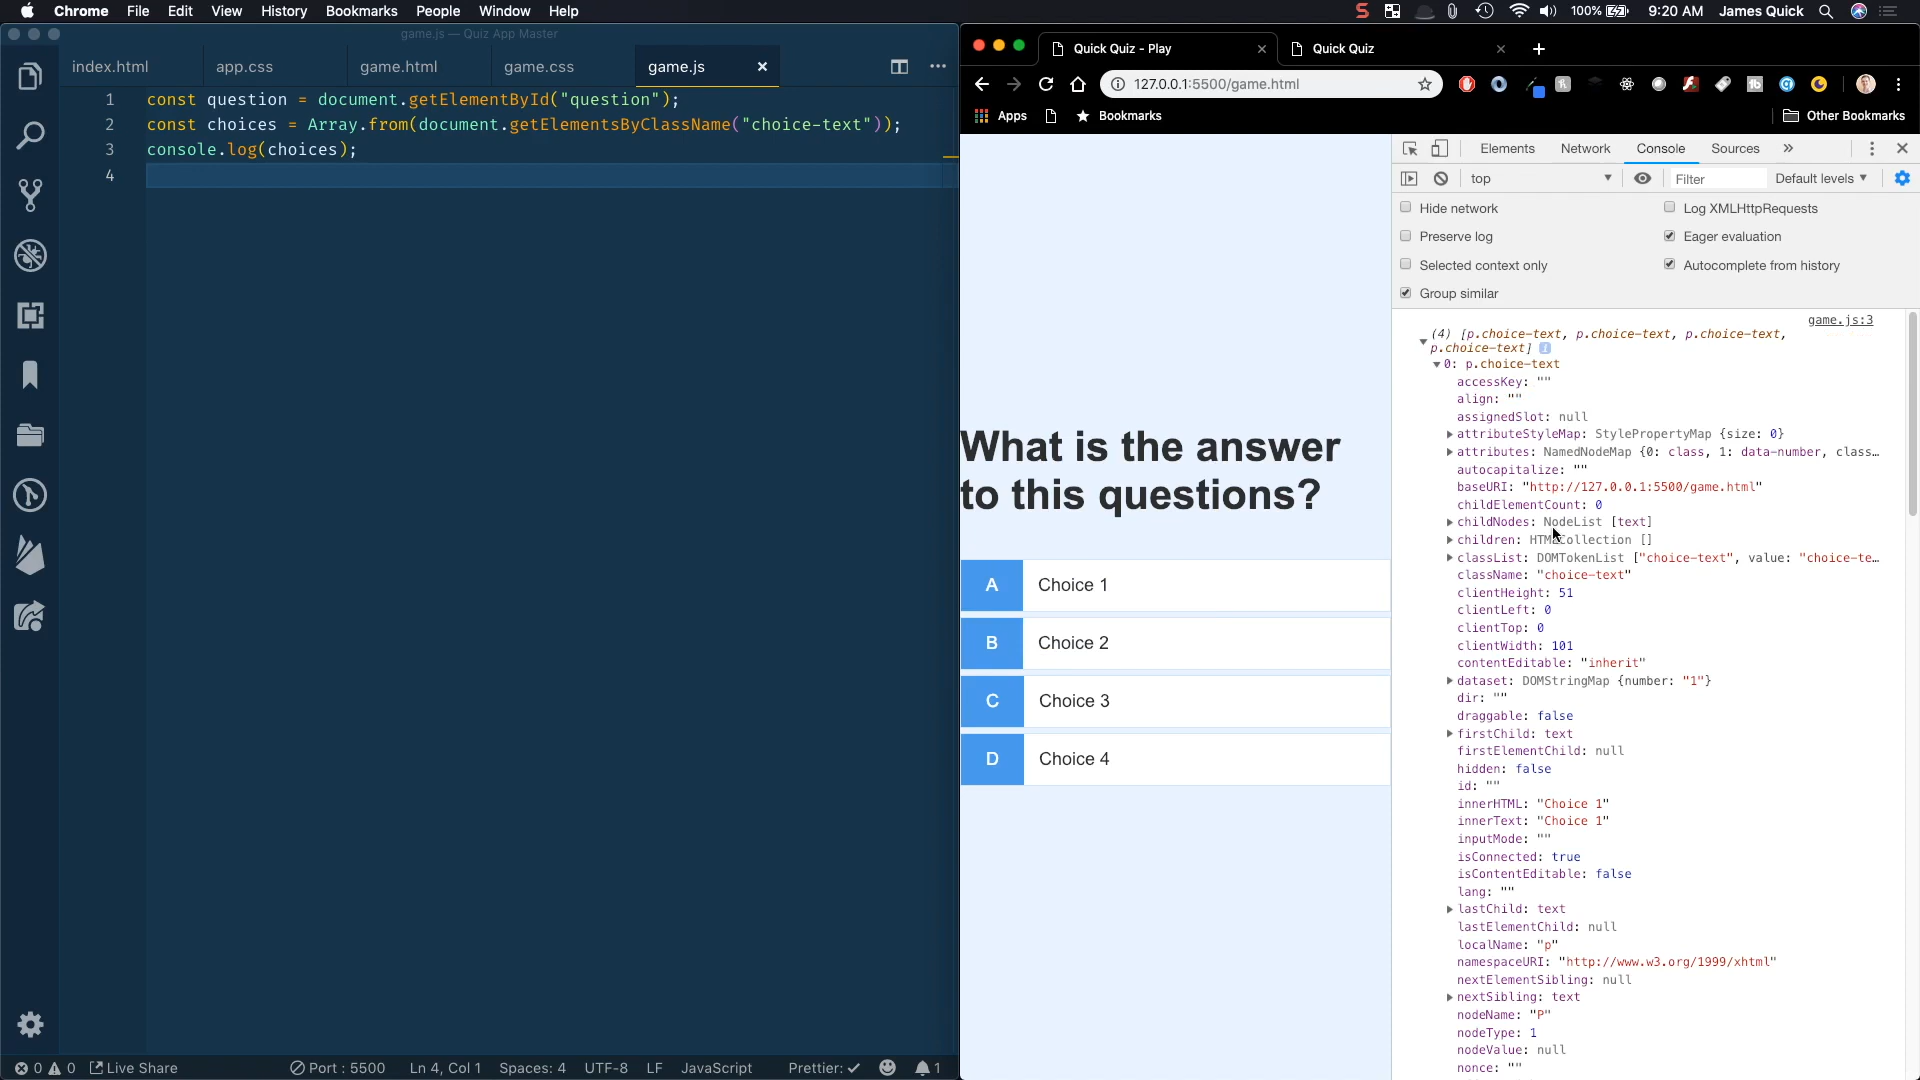 Chrome File Edit View History Bookmarks People Window Help
100% 9:20 AM James Quick
game.js — Quiz App Master
index.html app.css game.html game.css game.js
1 const question = document.getElementById("question");
2 const choices = Array.from(document.getElementsByClassName("choice-text"));
3 console.log(choices);
4
0 0 Live Share Port : 5500 Ln 4, Col 1 Spaces: 4 UTF-8 LF JavaScript Prettier: 1
Quick Quiz - Play Quick Quiz
127.0.0.1:5500/game.html
Apps Bookmarks Other Bookmarks
What is the answer
to this questions?
A Choice 1
B Choice 2
C Choice 3
D Choice 4
Elements Network Console Sources
top Filter Default levels
Hide network Log XMLHttpRequests
Preserve log Eager evaluation
Selected context only Autocomplete from history
Group similar
game.js:3
(4) [p.choice-text, p.choice-text, p.choice-text,
p.choice-text]
0: p.choice-text
accessKey: ""
align: ""
assignedSlot: null
attributeStyleMap: StylePropertyMap {size: 0}
attributes: NamedNodeMap {0: class, 1: data-number, class…
autocapitalize: ""
baseURI: "http://127.0.0.1:5500/game.html"
childElementCount: 0
childNodes: NodeList [text]
children: HTMLCollection []
classList: DOMTokenList ["choice-text", value: "choice-te…
className: "choice-text"
clientHeight: 51
clientLeft: 0
clientTop: 0
clientWidth: 101
contentEditable: "inherit"
dataset: DOMStringMap {number: "1"}
dir: ""
draggable: false
firstChild: text
firstElementChild: null
hidden: false
id: ""
innerHTML: "Choice 1"
innerText: "Choice 1"
inputMode: ""
isConnected: true
isContentEditable: false
lang: ""
lastChild: text
lastElementChild: null
localName: "p"
namespaceURI: "http://www.w3.org/1999/xhtml"
nextElementSibling: null
nextSibling: text
nodeName: "P"
nodeType: 1
nodeValue: null
nonce: ""